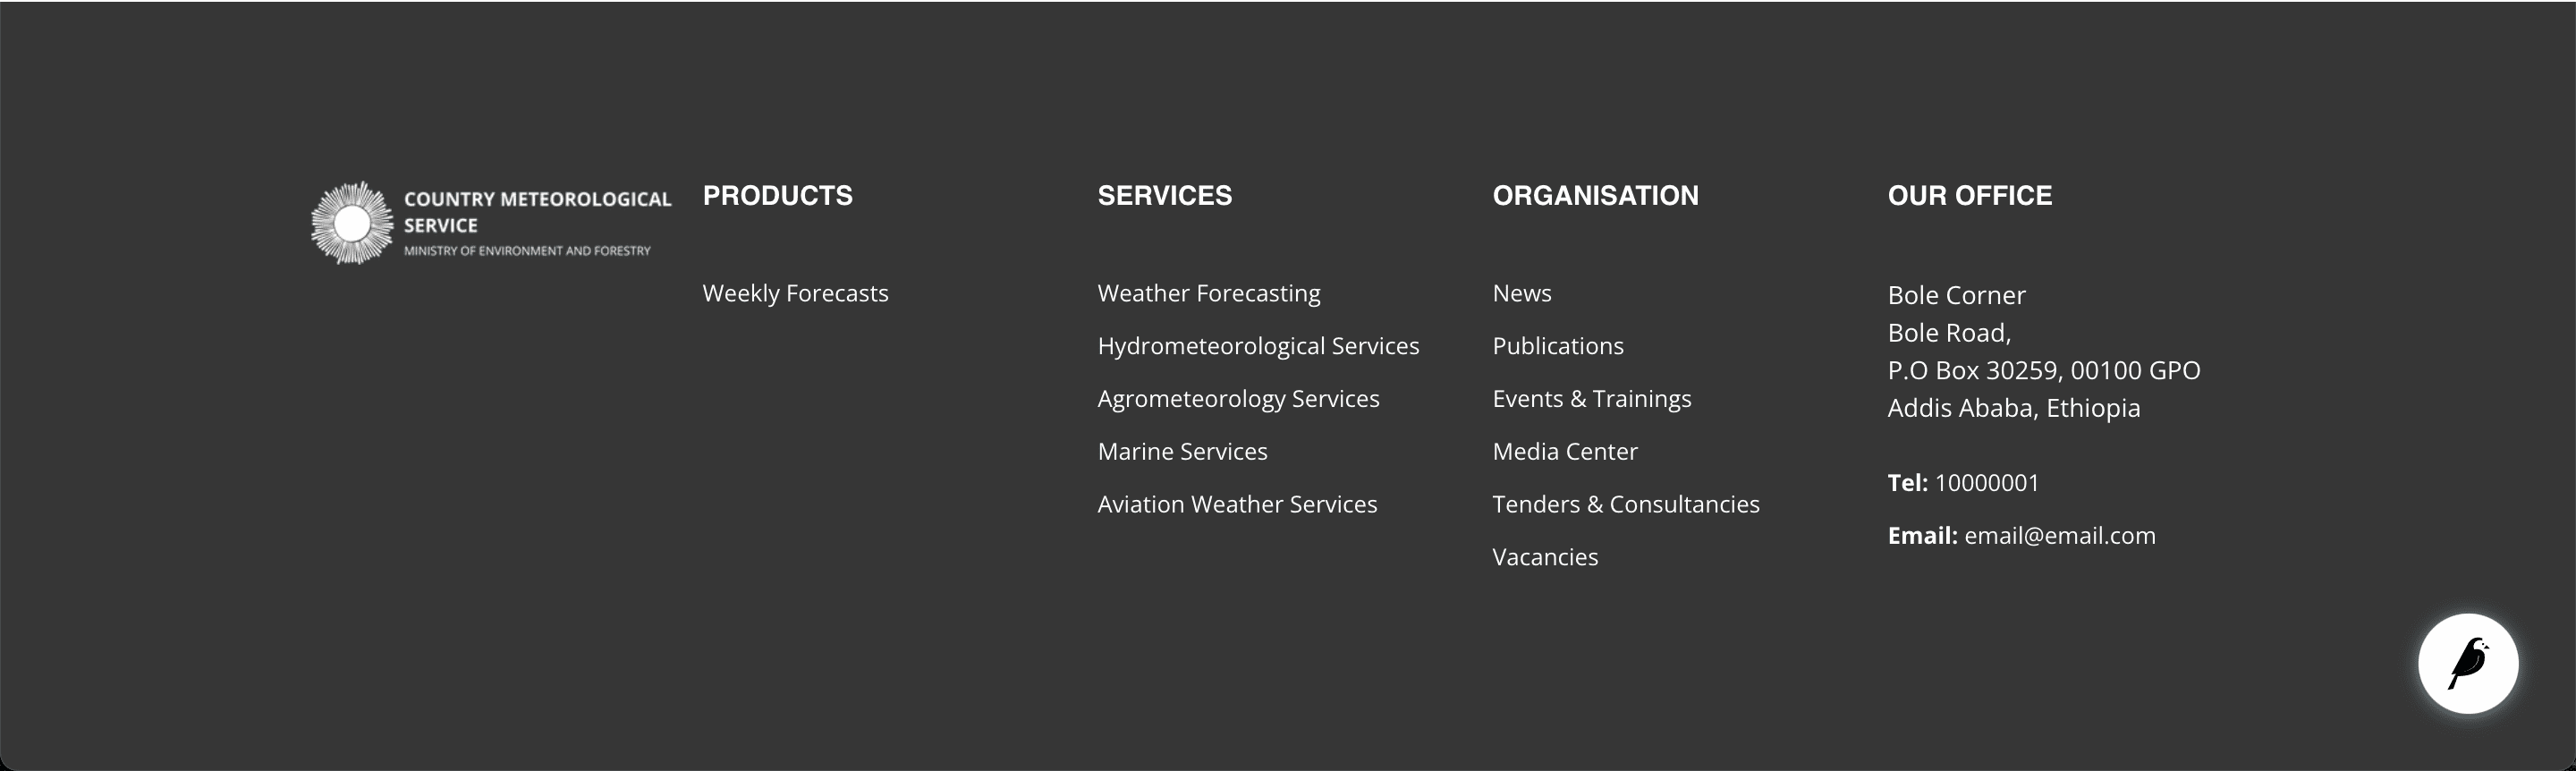 COUNTRY METEOROLOGICAL
SERVICE
MINISTRY OF ENVIRONMENT AND FORESTRY
PRODUCTS
Weekly Forecasts
SERVICES
Weather Forecasting
Hydrometeorological Services
Agrometeorology Services
Marine Services
Aviation Weather Services
ORGANISATION
News
Publications
Events & Trainings
Media Center
Tenders & Consultancies
Vacancies
OUR OFFICE
Bole Corner
Bole Road,
P.O Box 30259, 00100 GPO
Addis Ababa, Ethiopia
Tel: 10000001
Email: email@email.com